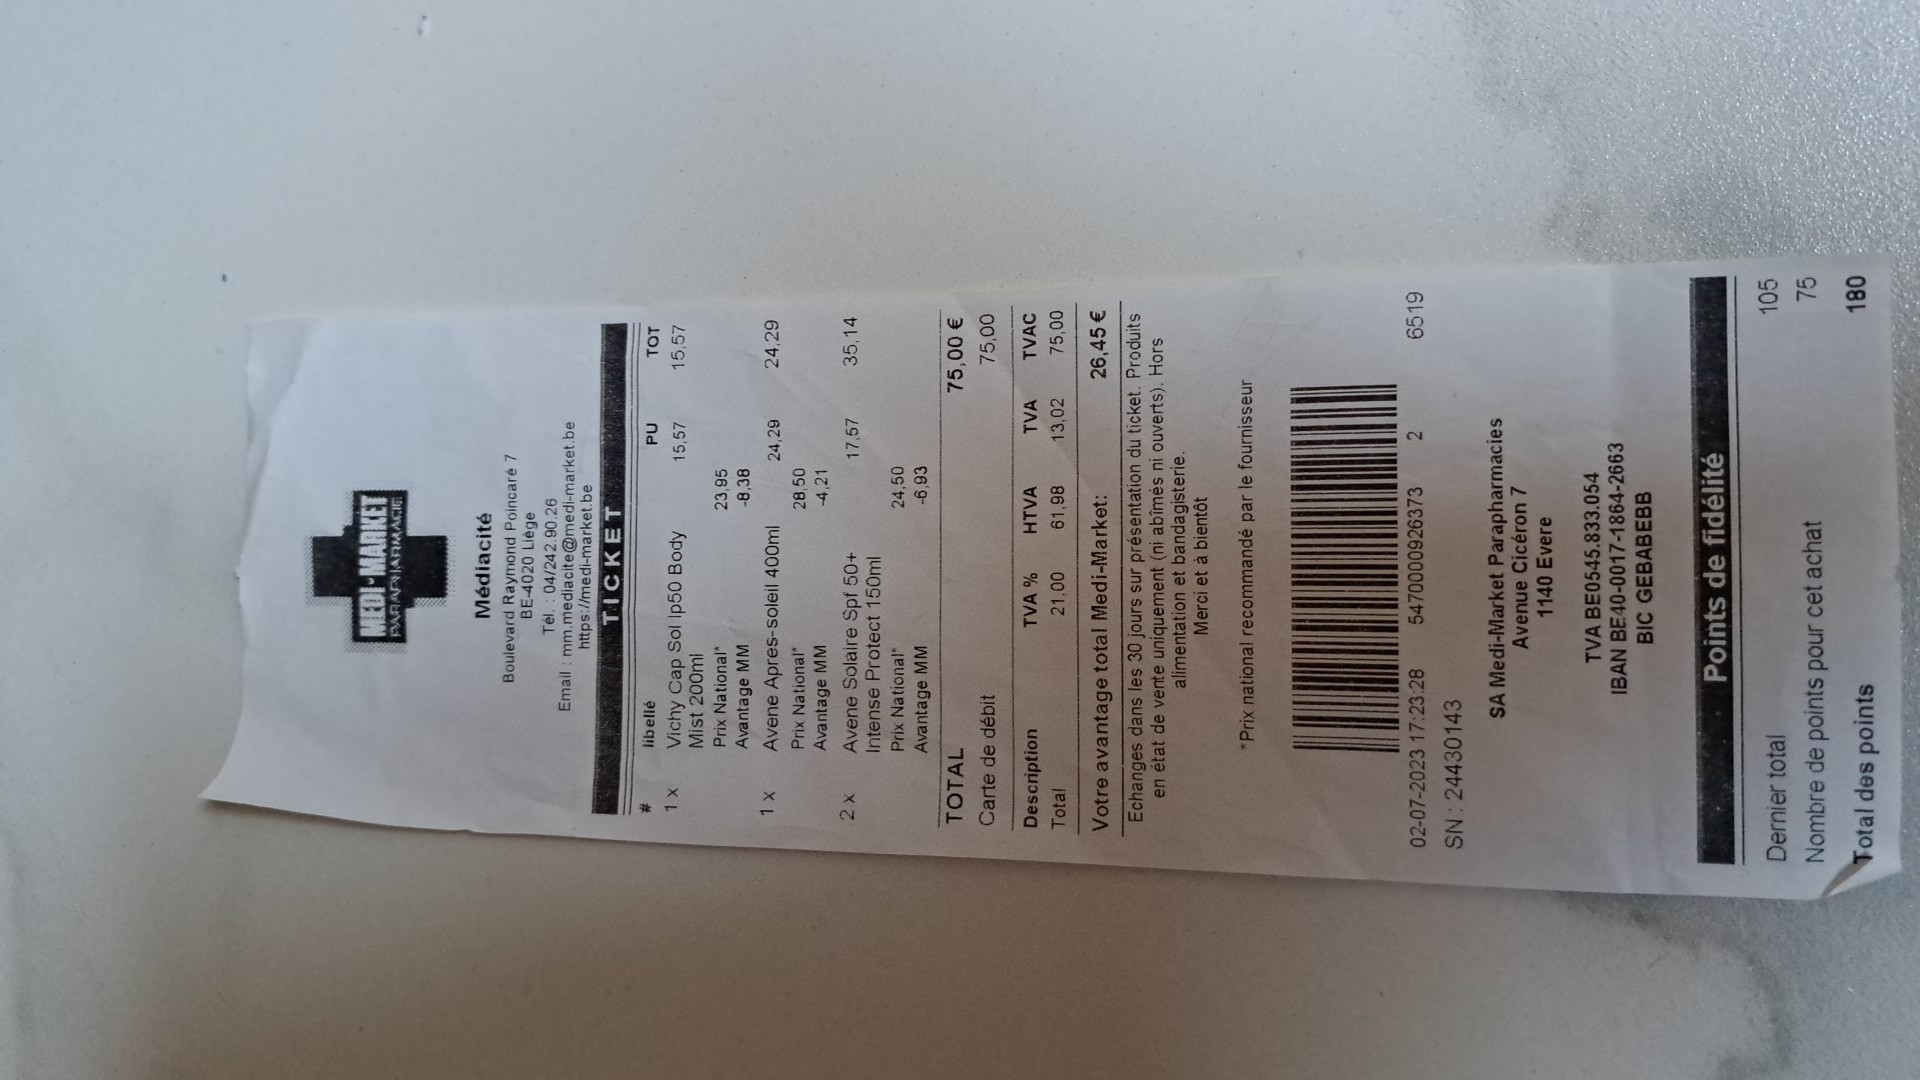 MEDI-MARKET
PARAPHARMACIE
Médiacité
Boulevard Raymond Poincaré 7
BE-4020 Liège
Tél. : 04/242.90.26
Email : mm.mediacite@medi-market.be
https://medi-market.be
TICKET
# libellé PU TOT
1 x Vichy Cap Sol Ip50 Body 15,57 15,57
Mist 200ml
Prix National* 23,95
Avantage MM -8,38
1 x Avene Apres-soleil 400ml 24,29 24,29
Prix National* 28,50
Avantage MM -4,21
2 x Avene Solaire Spf 50+ 17,57 35,14
Intense Protect 150ml
Prix National* 24,50
Avantage MM -6,93
TOTAL 75,00 €
Carte de débit 75,00
Description TVA % HTVA TVA TVAC
Total 21,00 61,98 13,02 75,00
Votre avantage total Medi-Market: 26,45 €
Echanges dans les 30 jours sur présentation du ticket. Produits
en état de vente uniquement (ni abîmés ni ouverts). Hors
alimentation et bandagisterie.
Merci et à bientôt
*Prix national recommandé par le fournisseur
02-07-2023 17:23:28 5470000926373 2 6519
SN : 24430143
SA Medi-Market Parapharmacies
Avenue Cicéron 7
1140 Evere
TVA BE0545.833.054
IBAN BE40-0017-1864-2663
BIC GEBABEBB
Points de fidélité
Dernier total 105
Nombre de points pour cet achat 75
Total des points 180